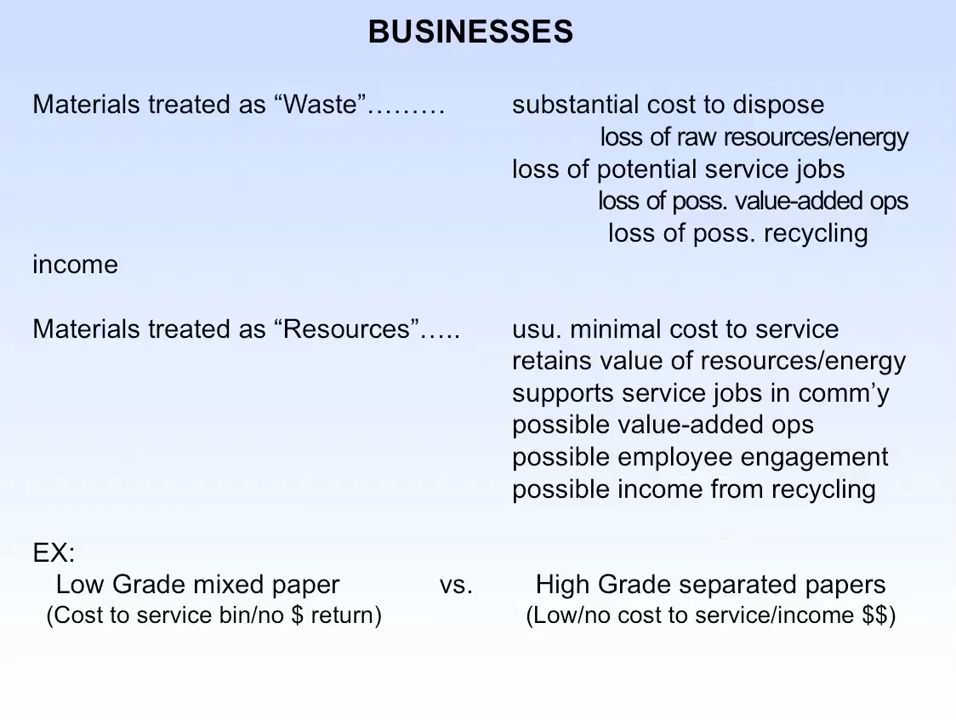 BUSINESSES
Materials treated as “Waste”……… substantial cost to dispose
loss of raw resources/energy
loss of potential service jobs
loss of poss. value-added ops
loss of poss. recycling
income
Materials treated as “Resources”….. usu. minimal cost to service
retains value of resources/energy
supports service jobs in comm’y
possible value-added ops
possible employee engagement
possible income from recycling
EX:
Low Grade mixed paper vs. High Grade separated papers
(Cost to service bin/no $ return) (Low/no cost to service/income $$)